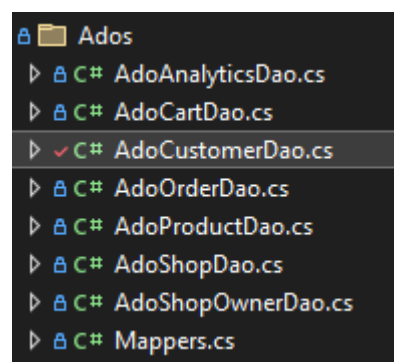 Ados
C# AdoAnalyticsDao.cs
C# AdoCartDao.cs
C# AdoCustomerDao.cs
C# AdoOrderDao.cs
C# AdoProductDao.cs
C# AdoShopDao.cs
C# AdoShopOwnerDao.cs
C# Mappers.cs